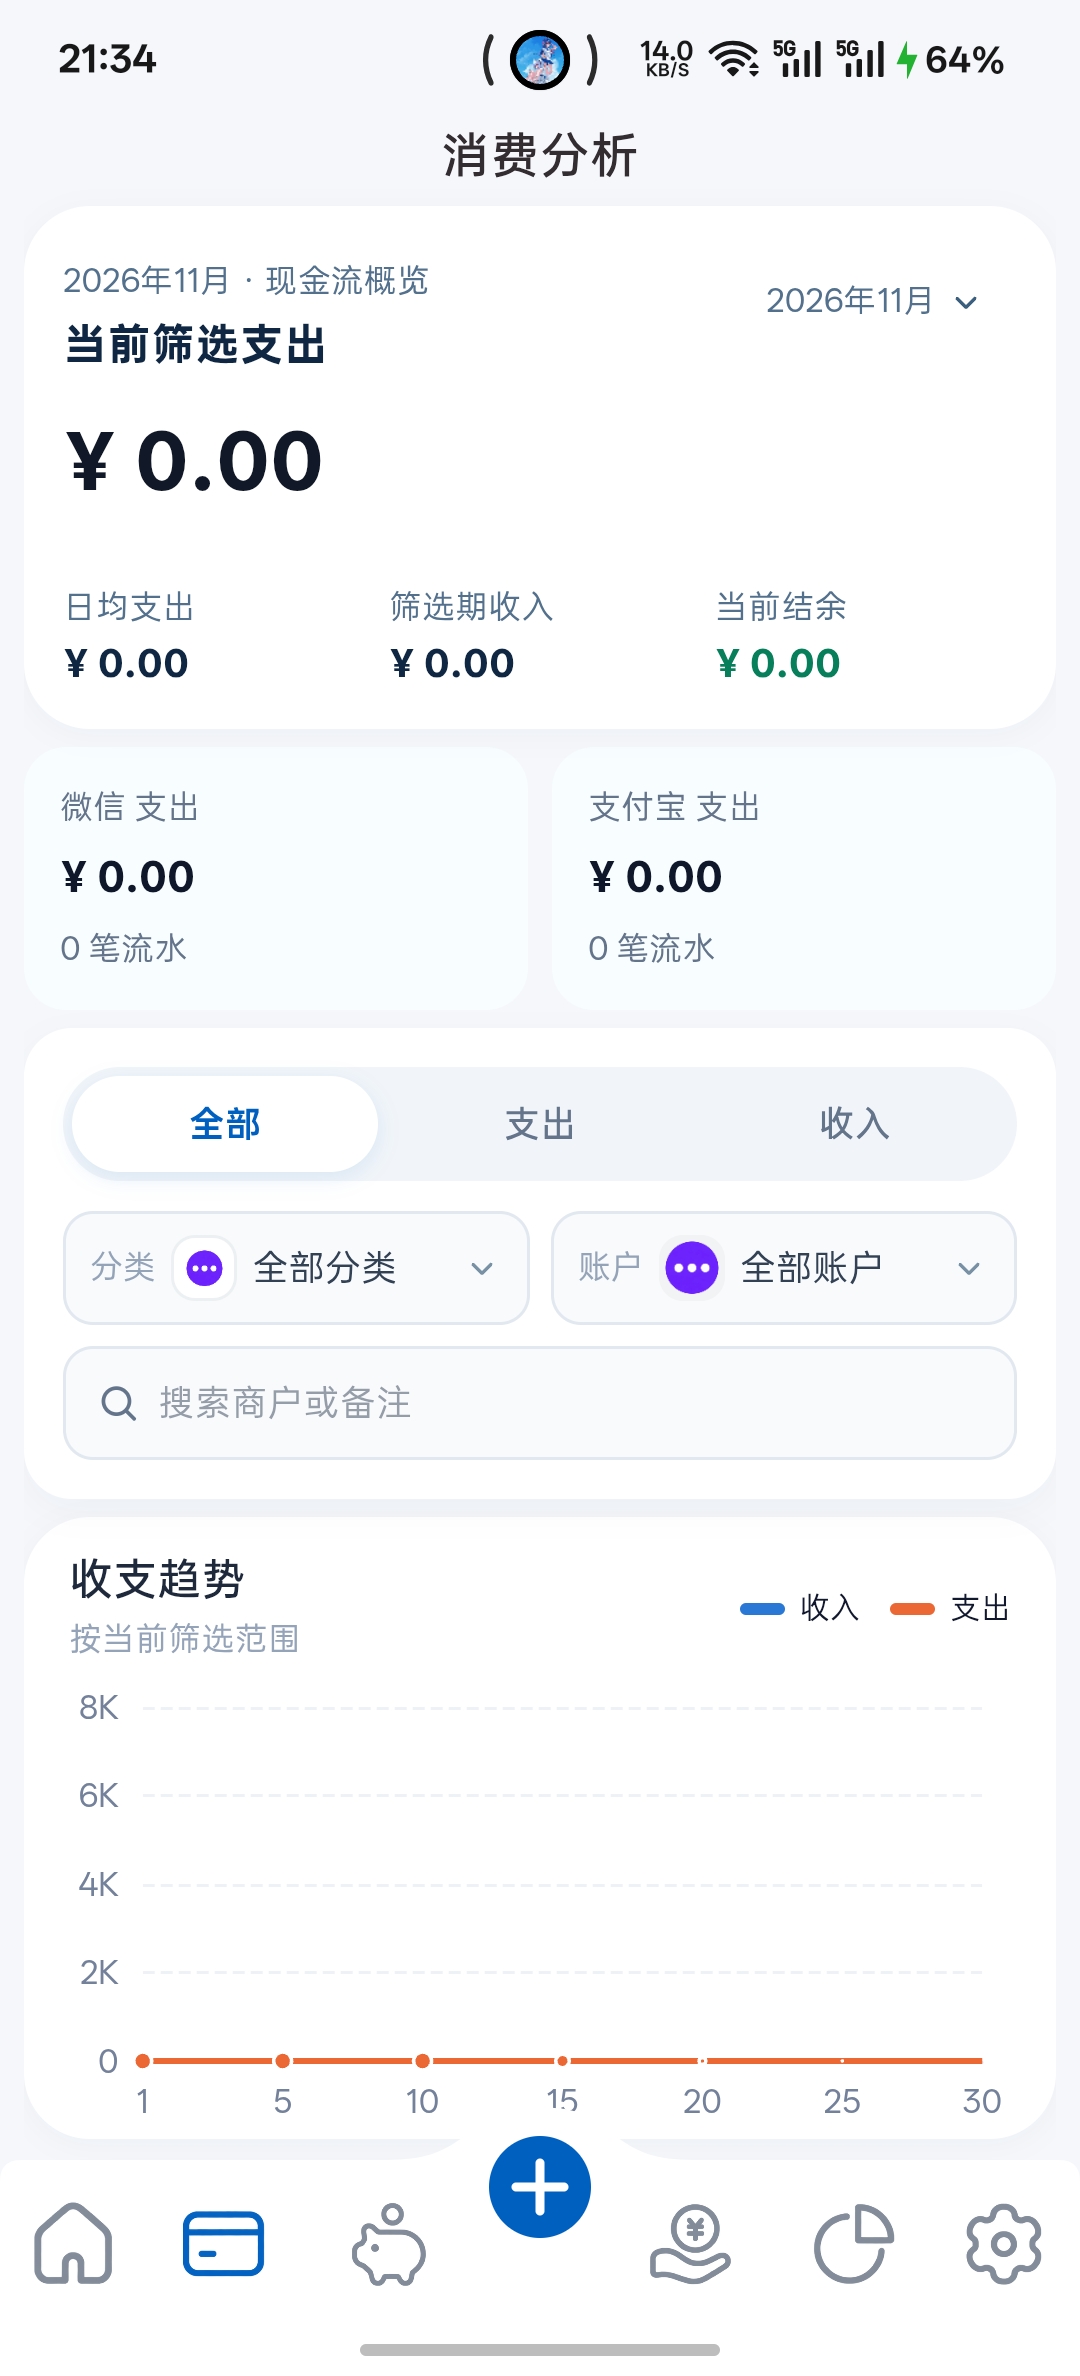 21:34
14.0 KB/S 5G 5G 64%
消费分析
2026年11月 · 现金流概览
2026年11月
当前筛选支出
¥ 0.00
日均支出 筛选期收入 当前结余
¥ 0.00 ¥ 0.00 ¥ 0.00
微信 支出 支付宝 支出
¥ 0.00 ¥ 0.00
0 笔流水 0 笔流水
全部 支出 收入
分类 全部分类 账户 全部账户
搜索商户或备注
收支趋势
收入 支出
按当前筛选范围
8K
6K
4K
2K
0
1 5 10 15 20 25 30